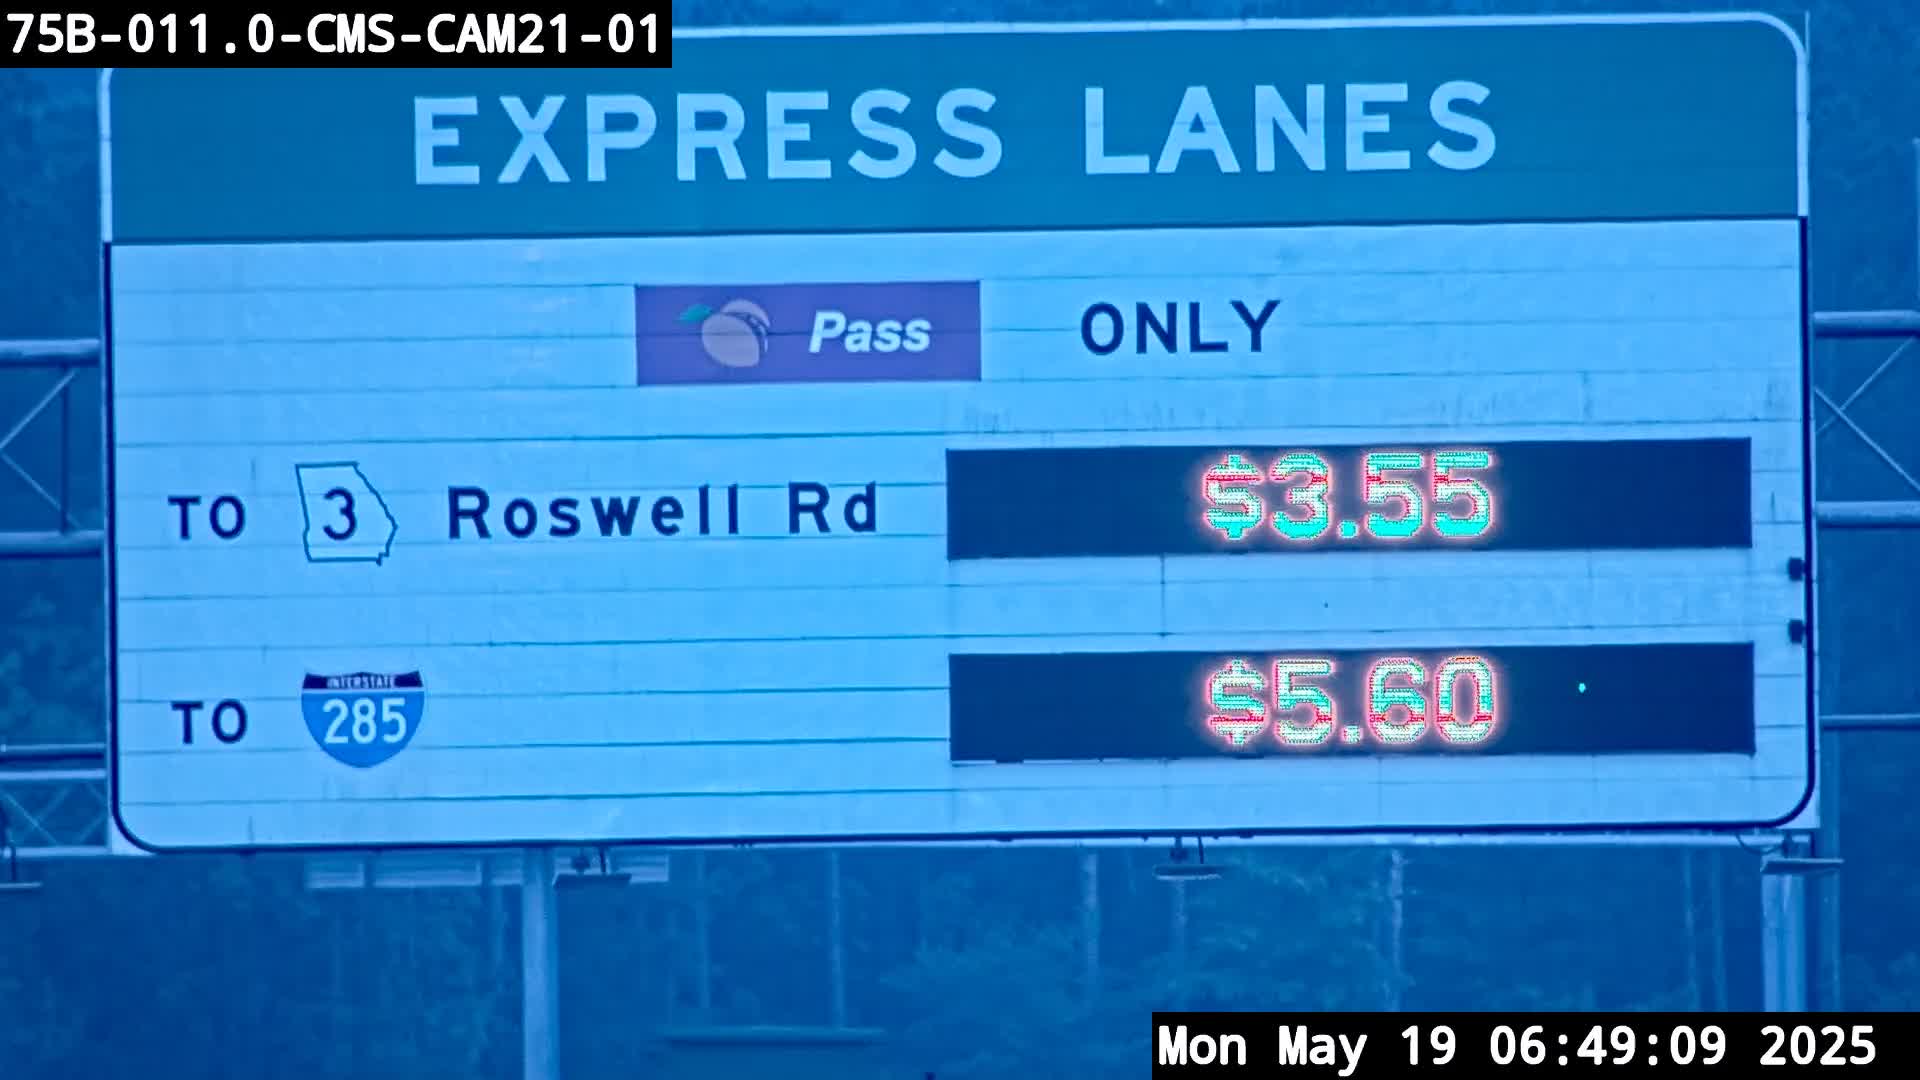 75B-011.0-CMS-CAM21-01
EXPRESS LANES
Pass ONLY
TO 3 Roswell Rd $3.55
TO INTERSTATE 285 $5.60
Mon May 19 06:49:09 2025